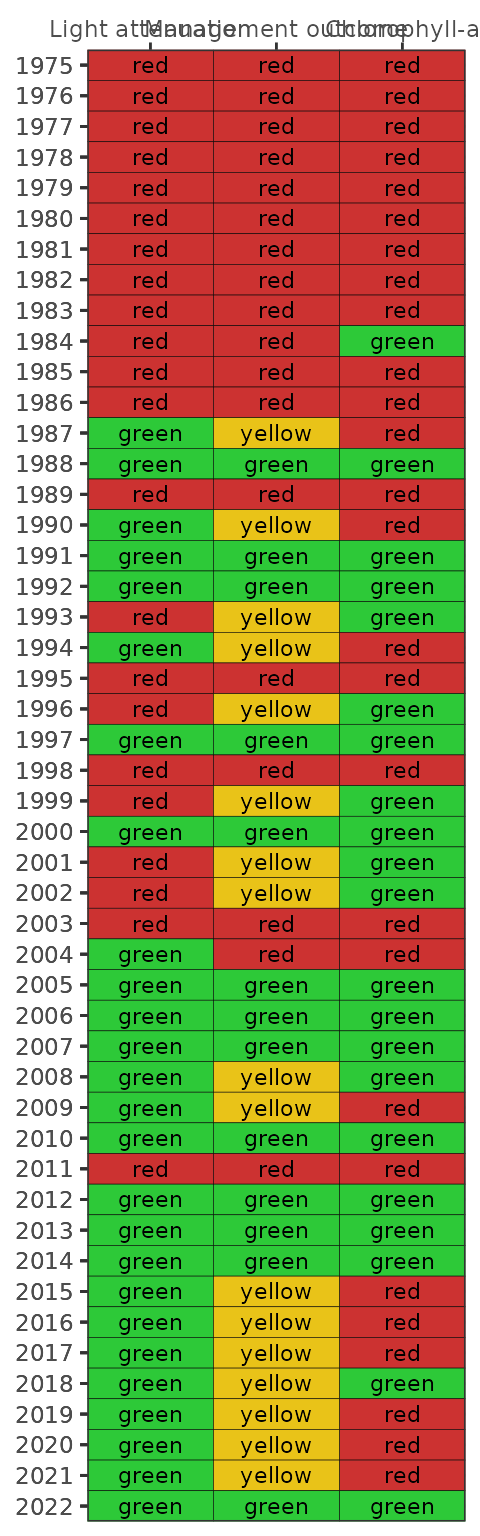 Light attenuation Management outcome Chlorophyll-a
1975 red red red
1976 red red red
1977 red red red
1978 red red red
1979 red red red
1980 red red red
1981 red red red
1982 red red red
1983 red red red
1984 red red green
1985 red red red
1986 red red red
1987 green yellow red
1988 green green green
1989 red red red
1990 green yellow red
1991 green green green
1992 green green green
1993 red yellow green
1994 green yellow red
1995 red red red
1996 red yellow green
1997 green green green
1998 red red red
1999 red yellow green
2000 green green green
2001 red yellow green
2002 red yellow green
2003 red red red
2004 green red red
2005 green green green
2006 green green green
2007 green green green
2008 green yellow green
2009 green yellow red
2010 green green green
2011 red red red
2012 green green green
2013 green green green
2014 green green green
2015 green yellow red
2016 green yellow red
2017 green yellow red
2018 green yellow green
2019 green yellow red
2020 green yellow red
2021 green yellow red
2022 green green green